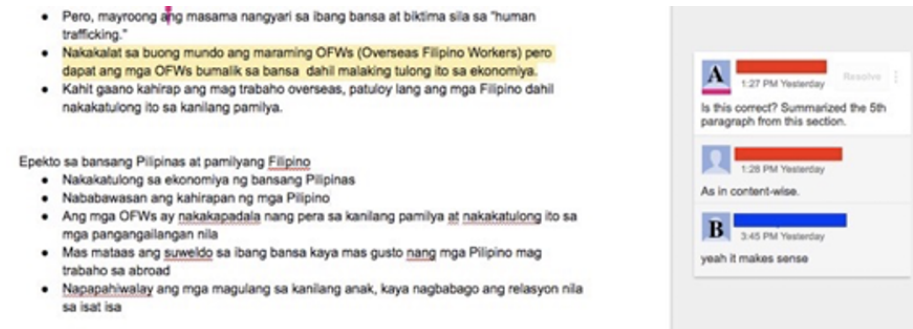 • Pero, mayroong ang masama nangyari sa ibang bansa at biktima sila sa "human
trafficking."
• Nakakalat sa buong mundo ang maraming OFWs (Overseas Filipino Workers) pero
dapat ang mga OFWs bumalik sa bansa dahil malaking tulong ito sa ekonomiya.
• Kahit gaano kahirap ang mag trabaho overseas, patuloy lang ang mga Filipino dahil
nakakatulong ito sa kanilang pamilya.
Epekto sa bansang Pilipinas at pamilyang Filipino
• Nakakatulong sa ekonomiya ng bansang Pilipinas
• Nababawasan ang kahirapan ng mga Pilipino
• Ang mga OFWs ay nakakapadala nang pera sa kanilang pamilya at nakakatulong ito sa
mga pangangailangan nila
• Mas mataas ang suweldo sa ibang bansa kaya mas gusto nang mga Pilipino mag
trabaho sa abroad
• Napapahiwalay ang mga magulang sa kanilang anak, kaya nagbabago ang relasyon nila
sa isat isa
A
1:27 PM Yesterday
Resolve
Is this correct? Summarized the 5th
paragraph from this section.
1:28 PM Yesterday
As in content-wise.
B
3:45 PM Yesterday
yeah it makes sense